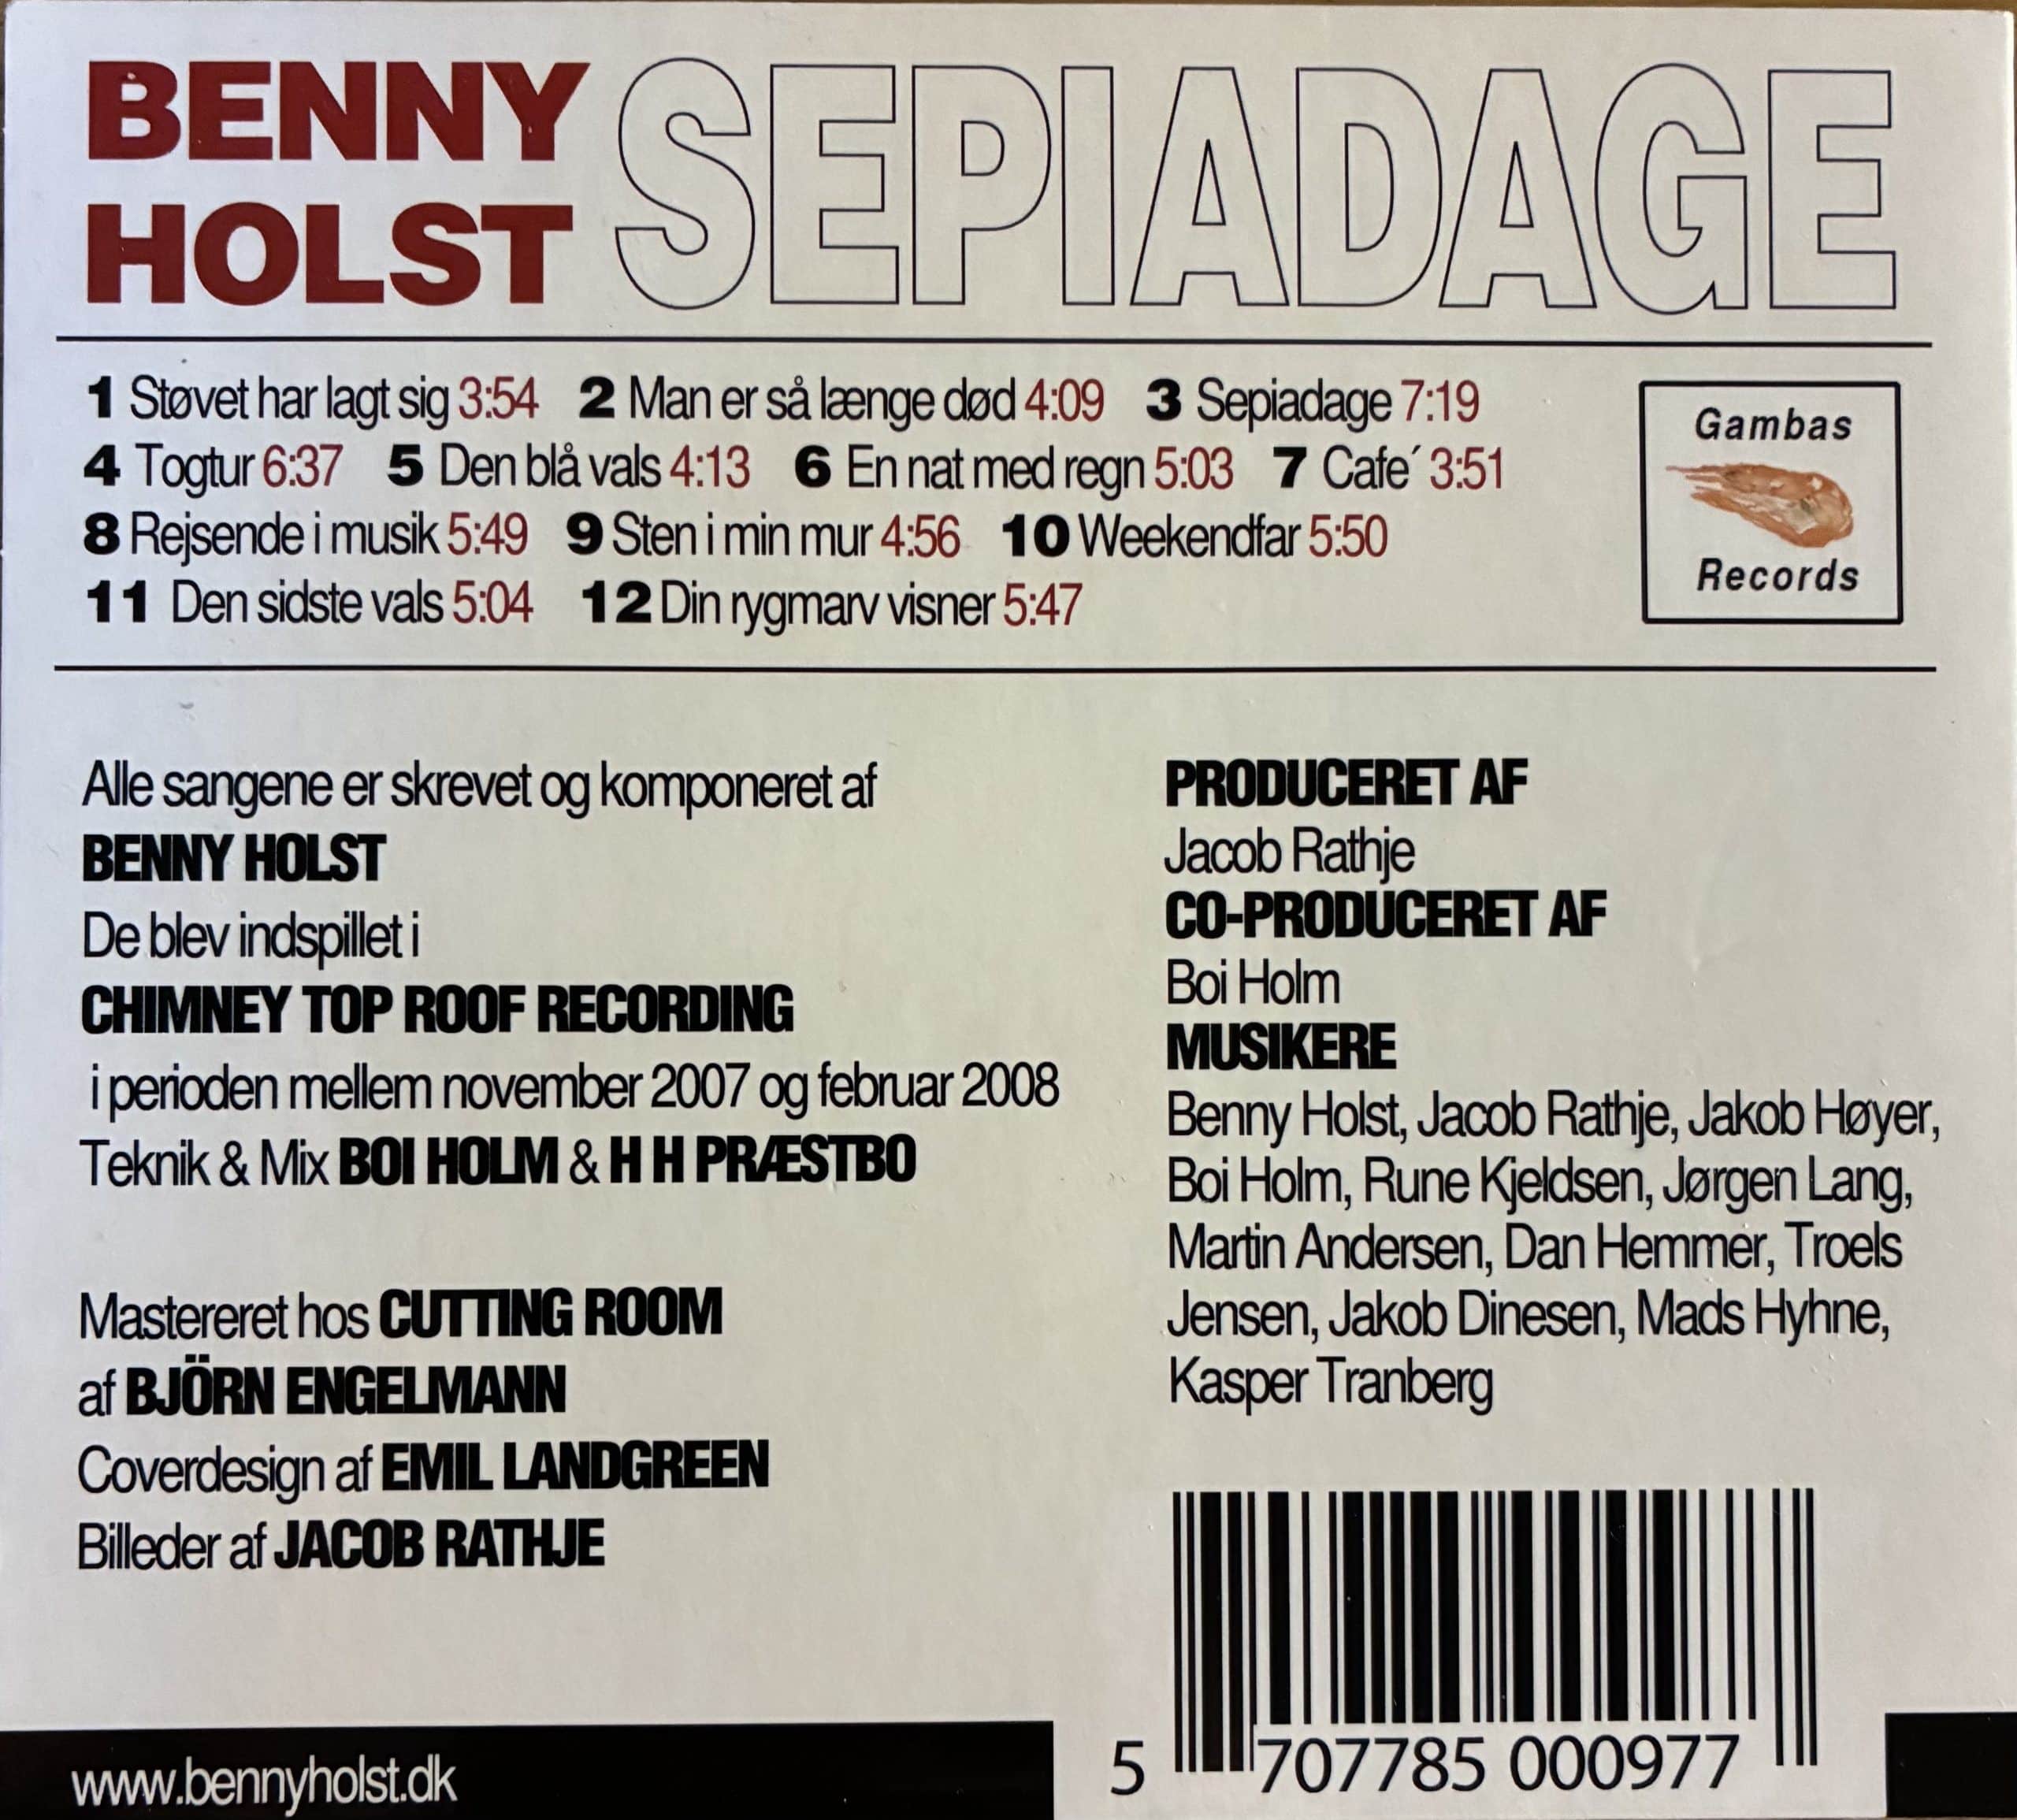 BENNY
HOLST
SEPIADAGE
1 Støvet har lagt sig 3:54 2 Man er så længe død 4:09 3 Sepiadage 7:19
4 Togtur 6:37 5 Den blå vals 4:13 6 En nat med regn 5:03 7 Cafe´ 3:51
8 Rejsende i musik 5:49 9 Sten i min mur 4:56 10 Weekendfar 5:50
11 Den sidste vals 5:04 12 Din rygmarv visner 5:47
Gambas
Records
Alle sangene er skrevet og komponeret af
BENNY HOLST
De blev indspillet i
CHIMNEY TOP ROOF RECORDING
i perioden mellem november 2007 og februar 2008
Teknik & Mix BOI HOLM & H H PRÆSTBO
Mastereret hos CUTTING ROOM
af BJÖRN ENGELMANN
Coverdesign af EMIL LANDGREEN
Billeder af JACOB RATHJE
PRODUCERET AF
Jacob Rathje
CO-PRODUCERET AF
Boi Holm
MUSIKERE
Benny Holst, Jacob Rathje, Jakob Høyer,
Boi Holm, Rune Kjeldsen, Jørgen Lang,
Martin Andersen, Dan Hemmer, Troels
Jensen, Jakob Dinesen, Mads Hyhne,
Kasper Tranberg
5 707785 000977
www.bennyholst.dk